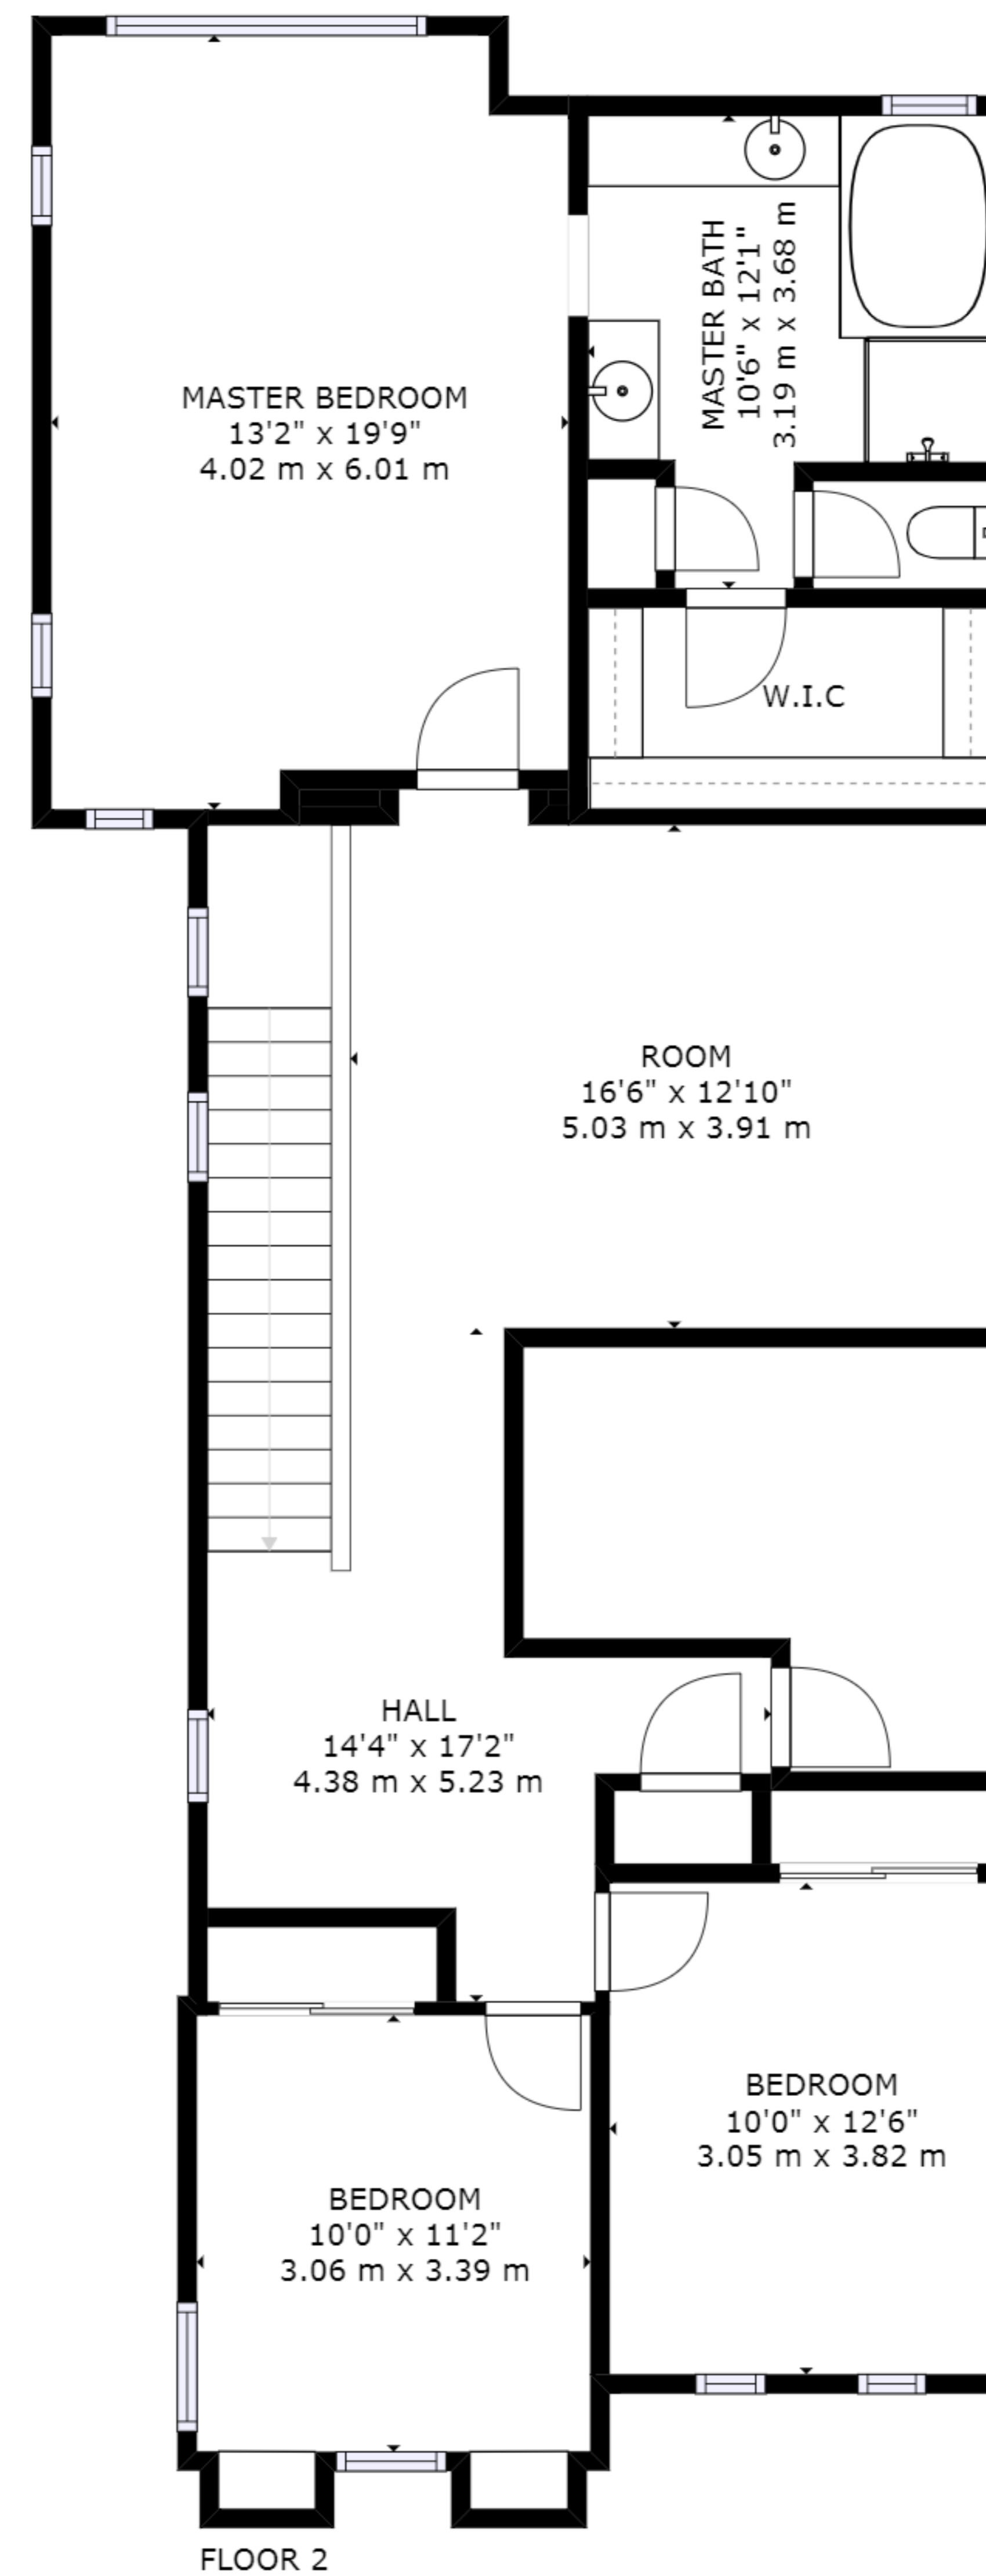 MASTER BATH
10'6" x 12'1"
3.19 m x 3.68 m
MASTER BEDROOM
13'2" x 19'9"
4.02 m x 6.01 m
W.I.C
ROOM
16'6" x 12'10"
5.03 m x 3.91 m
HALL
14'4" x 17'2"
4.38 m x 5.23 m
BEDROOM
10'0" x 12'6"
3.05 m x 3.82 m
BEDROOM
10'0" x 11'2"
3.06 m x 3.39 m
FLOOR 2